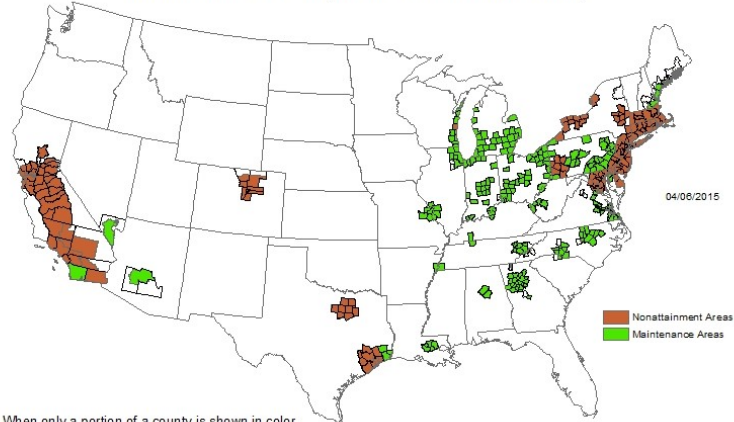 04/06/2015
Nonattainment Areas
Maintenance Areas
When only a portion of a county is shown in color,